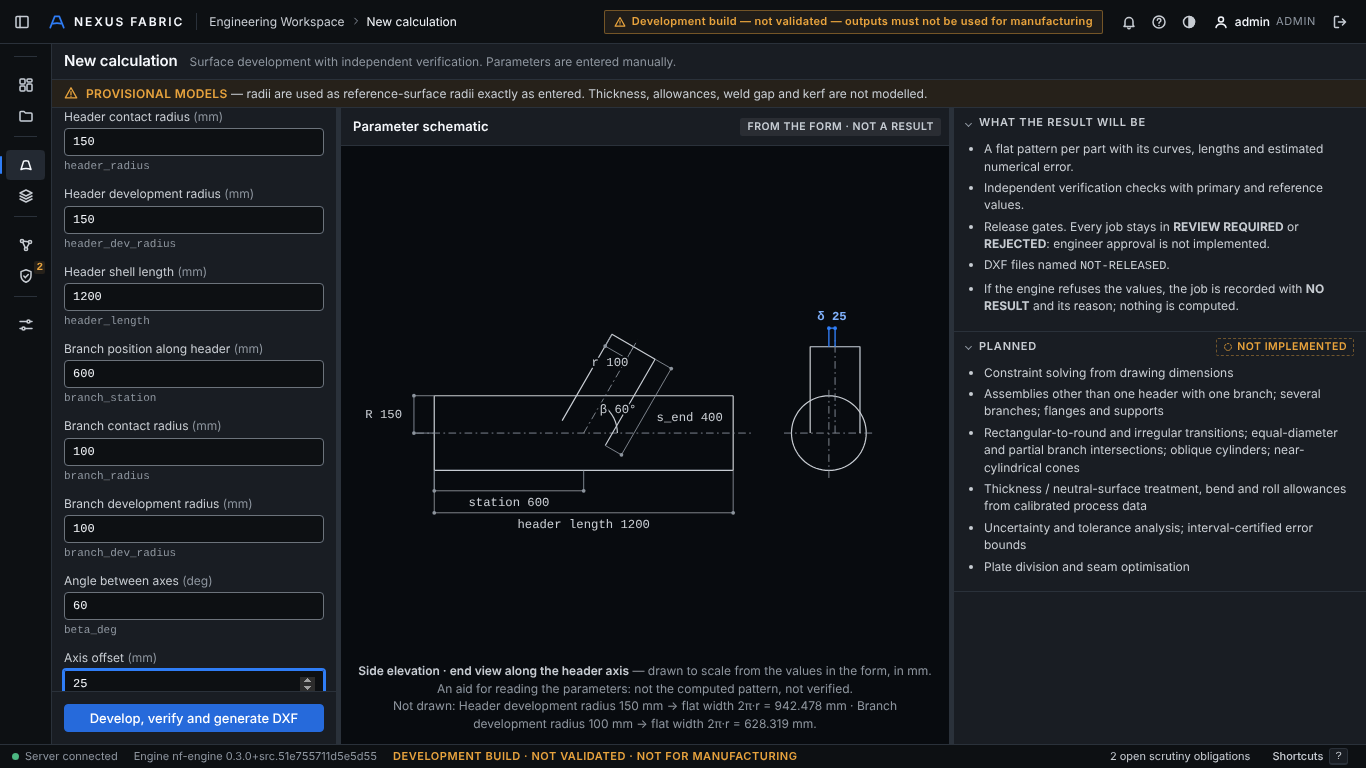 NEXUS FABRIC
Engineering Workspace
New calculation
Development build — not validated — outputs must not be used for manufacturing
admin ADMIN
New calculation
Surface development with independent verification. Parameters are entered manually.
PROVISIONAL MODELS — radii are used as reference-surface radii exactly as entered. Thickness, allowances, weld gap and kerf are not modelled.
2
Header contact radius (mm)
150
header_radius
Header development radius (mm)
150
header_dev_radius
Header shell length (mm)
1200
header_length
Branch position along header (mm)
600
branch_station
Branch contact radius (mm)
100
branch_radius
Branch development radius (mm)
100
branch_dev_radius
Angle between axes (deg)
60
beta_deg
Axis offset (mm)
25
Develop, verify and generate DXF
Parameter schematic
FROM THE FORM · NOT A RESULT
δ 25
r 100
R 150
β 60°
s_end 400
station 600
header length 1200
Side elevation · end view along the header axis — drawn to scale from the values in the form, in mm.
An aid for reading the parameters: not the computed pattern, not verified.
Not drawn: Header development radius 150 mm → flat width 2π·r = 942.478 mm · Branch
development radius 100 mm → flat width 2π·r = 628.319 mm.
WHAT THE RESULT WILL BE
• A flat pattern per part with its curves, lengths and estimated
numerical error.
• Independent verification checks with primary and reference
values.
• Release gates. Every job stays in REVIEW REQUIRED or
REJECTED: engineer approval is not implemented.
• DXF files named NOT-RELEASED.
• If the engine refuses the values, the job is recorded with NO
RESULT and its reason; nothing is computed.
PLANNED
NOT IMPLEMENTED
• Constraint solving from drawing dimensions
• Assemblies other than one header with one branch; several
branches; flanges and supports
• Rectangular-to-round and irregular transitions; equal-diameter
and partial branch intersections; oblique cylinders; near-
cylindrical cones
• Thickness / neutral-surface treatment, bend and roll allowances
from calibrated process data
• Uncertainty and tolerance analysis; interval-certified error
bounds
• Plate division and seam optimisation
Server connected
Engine nf-engine 0.3.0+src.51e755711d5e5d55
DEVELOPMENT BUILD · NOT VALIDATED · NOT FOR MANUFACTURING
2 open scrutiny obligations
Shortcuts ?